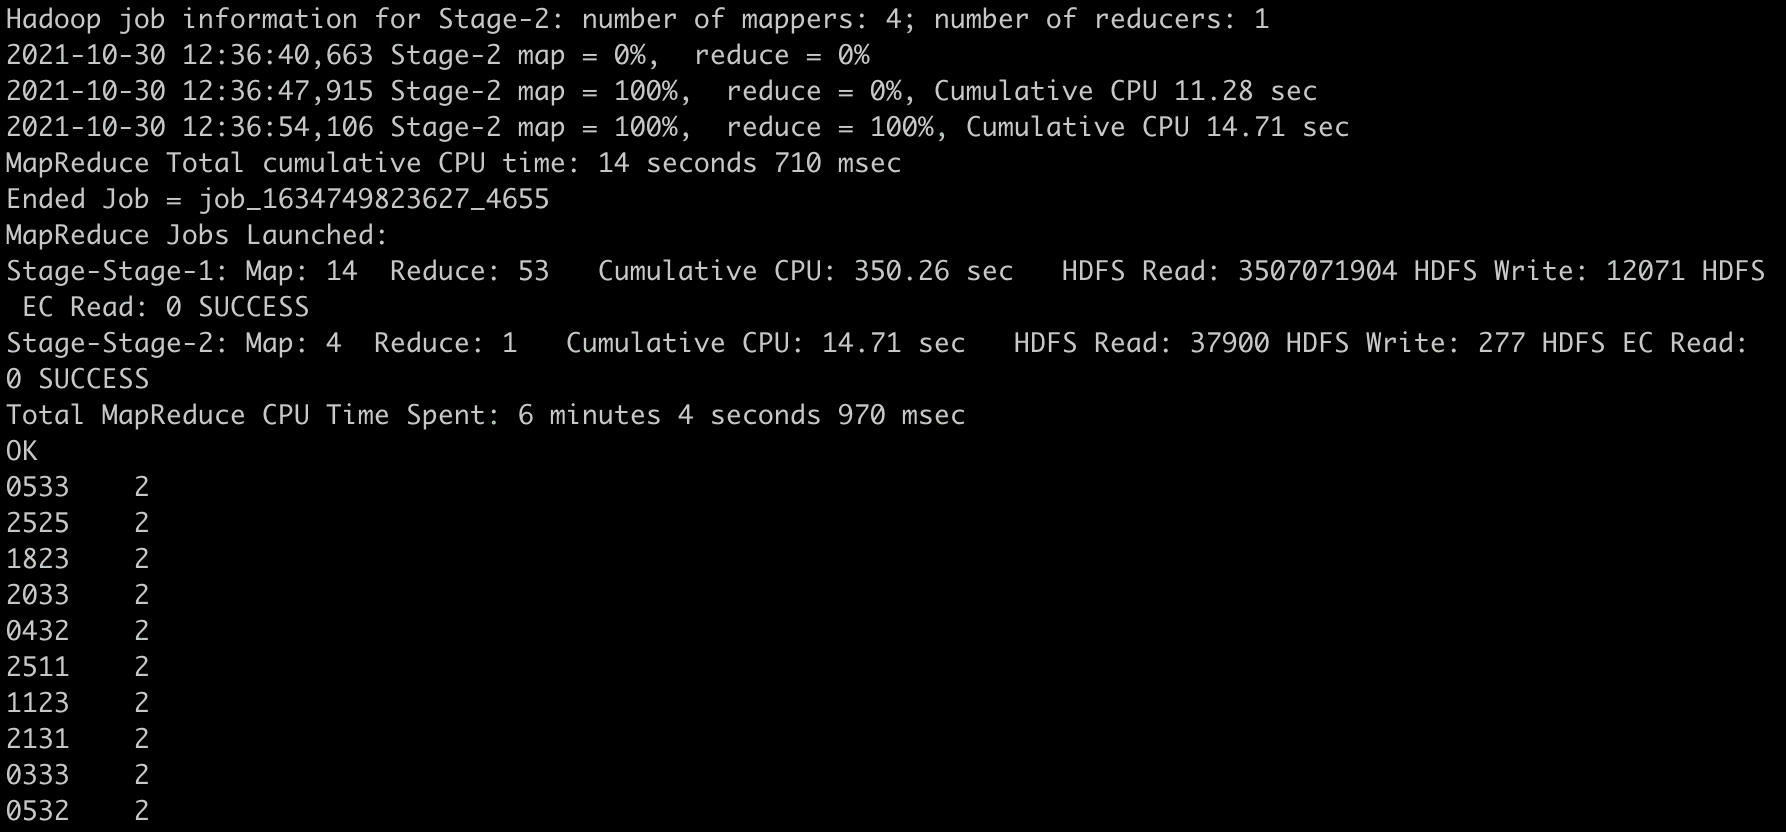 Hadoop job information for Stage-2: number of mappers: 4; number of reducers: 1
2021-10-30 12:36:40,663 Stage-2 map = 0%,  reduce = 0%
2021-10-30 12:36:47,915 Stage-2 map = 100%,  reduce = 0%, Cumulative CPU 11.28 sec
2021-10-30 12:36:54,106 Stage-2 map = 100%,  reduce = 100%, Cumulative CPU 14.71 sec
MapReduce Total cumulative CPU time: 14 seconds 710 msec
Ended Job = job_1634749823627_4655
MapReduce Jobs Launched:
Stage-Stage-1: Map: 14  Reduce: 53   Cumulative CPU: 350.26 sec   HDFS Read: 3507071904 HDFS Write: 12071 HDFS
 EC Read: 0 SUCCESS
Stage-Stage-2: Map: 4  Reduce: 1   Cumulative CPU: 14.71 sec   HDFS Read: 37900 HDFS Write: 277 HDFS EC Read:
0 SUCCESS
Total MapReduce CPU Time Spent: 6 minutes 4 seconds 970 msec
OK
0533    2
2525    2
1823    2
2033    2
0432    2
2511    2
1123    2
2131    2
0333    2
0532    2